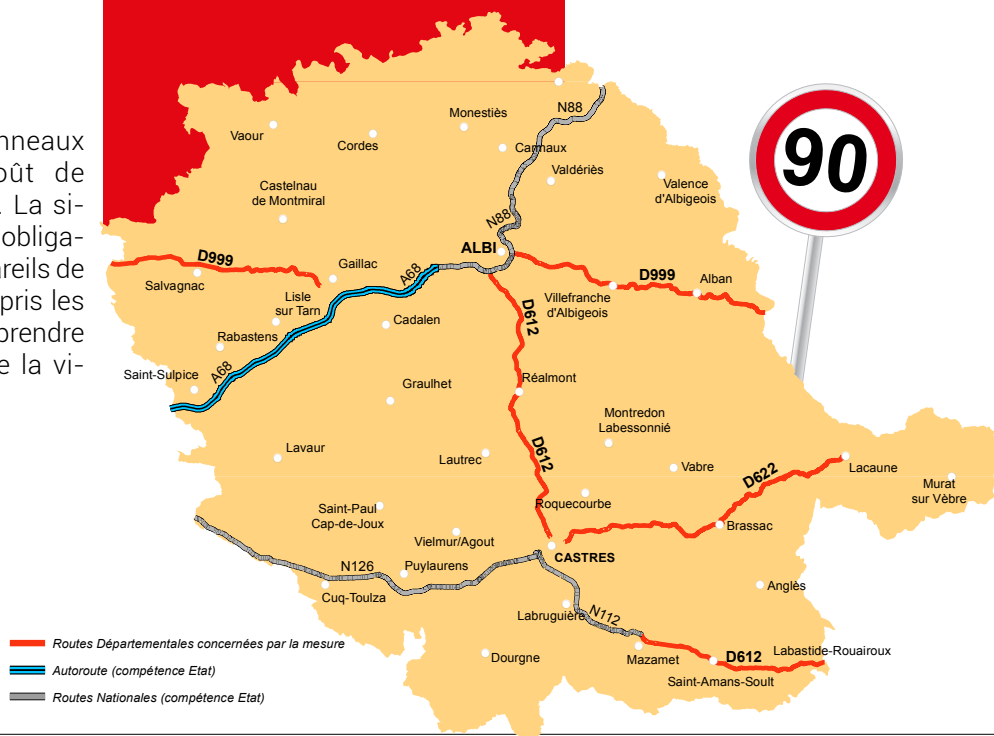 nneaux
oût de
. La si-
obliga-
areils de
pris les
prendre
e la vi-
90
N88
Monestiès
Vaour
Cordes
Carmaux
Valdériès
Castelnau
de Montmiral
Valence
d'Albigeois
N88
ALBI
D999
Salvagnac
Gaillac
A68
D999
Alban
Lisle
sur Tarn
Villefranche
d'Albigeois
D612
Cadalen
Rabastens
Saint-Sulpice
A68
Réalmont
Graulhet
Montredon
Labessonnié
Lavaur
Lautrec
D612
Vabre
D622
Lacaune
Murat
sur Vèbre
Saint-Paul
Cap-de-Joux
Roquecourbe
Brassac
Vielmur/Agout
CASTRES
N126
Puylaurens
Cuq-Toulza
Anglès
Labruguière
N112
Dourgne
Mazamet
D612
Labastide-Rouairoux
Saint-Amans-Soult
Routes Départementales concernées par la mesure
Autoroute (compétence Etat)
Routes Nationales (compétence Etat)